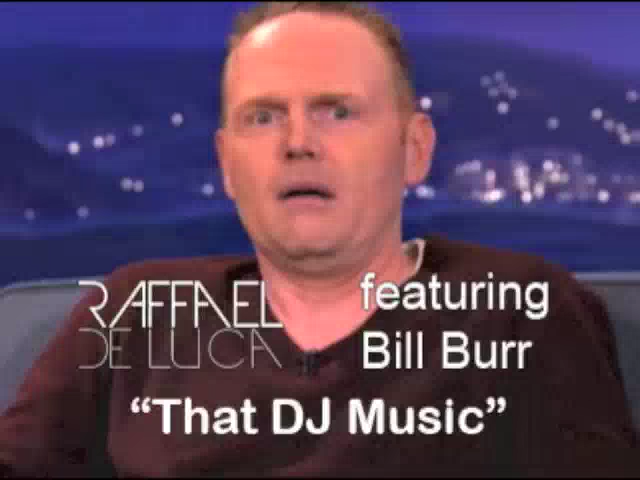 RAFFAEL
DE LUCA
featuring
Bill Burr
“That DJ Music”